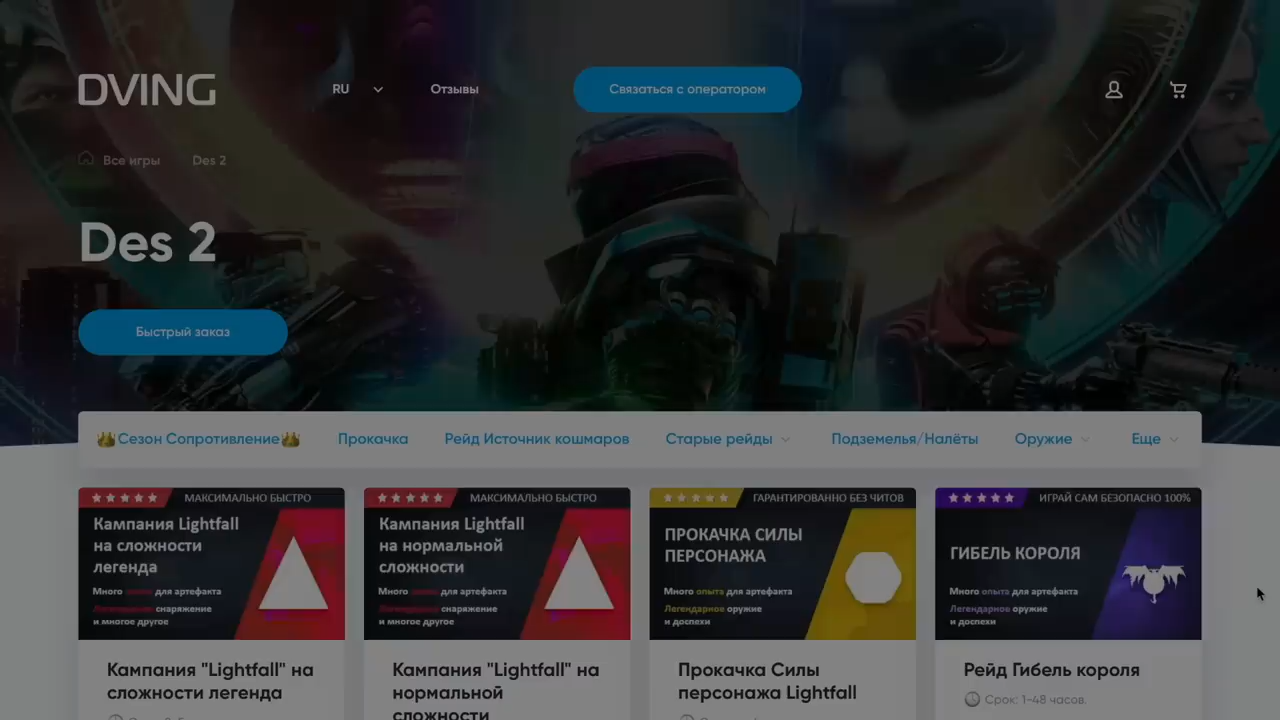 DVING
RU
Отзывы
Связаться с оператором
Все игры
Des 2
Des 2
Быстрый заказ
👑Сезон Сопротивление👑
Прокачка
Рейд Источник кошмаров
Старые рейды
Подземелья/Налёты
Оружие
Еще
МАКСИМАЛЬНО БЫСТРО
Кампания Lightfall
на сложности
легенда
Много опыта для артефакта
Легендарное снаряжение
и многое другое
Кампания "Lightfall" на
сложности легенда
МАКСИМАЛЬНО БЫСТРО
Кампания Lightfall
на нормальной
сложности
Много опыта для артефакта
Легендарное снаряжение
и многое другое
Кампания "Lightfall" на
нормальной
сложности
ГАРАНТИРОВАННО БЕЗ ЧИТОВ
ПРОКАЧКА СИЛЫ
ПЕРСОНАЖА
Много опыта для артефакта
Легендарное оружие
и доспехи
Прокачка Силы
персонажа Lightfall
ИГРАЙ САМ БЕЗОПАСНО 100%
ГИБЕЛЬ КОРОЛЯ
Много опыта для артефакта
Легендарное оружие
и доспехи
Рейд Гибель короля
Срок: 1-48 часов.